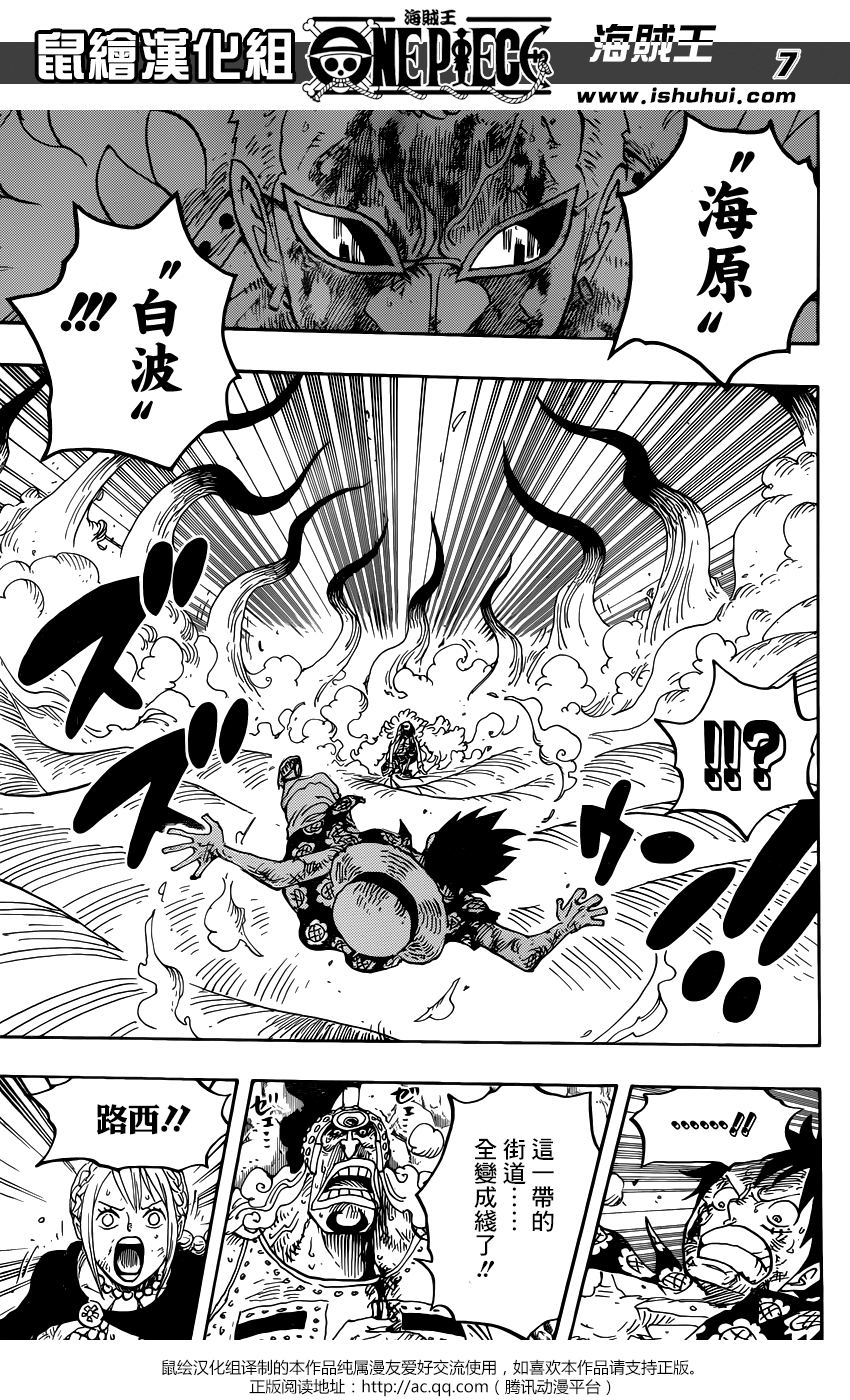 鼠繪漢化組
海賊王
ONE PIECE
海賊王
7
www.ishuhui.com
"海原"
"白波"
!!!
ズズ
ズズ
!!?
ウン!!
……!!
這一帶的
街道……
全變成綫了!!
ゼェ…
ゼェ…
路西!!
鼠绘汉化组译制的本作品纯属漫友爱好交流使用，如喜欢本作品请支持正版。
正版阅读地址：http://ac.qq.com（腾讯动漫平台）